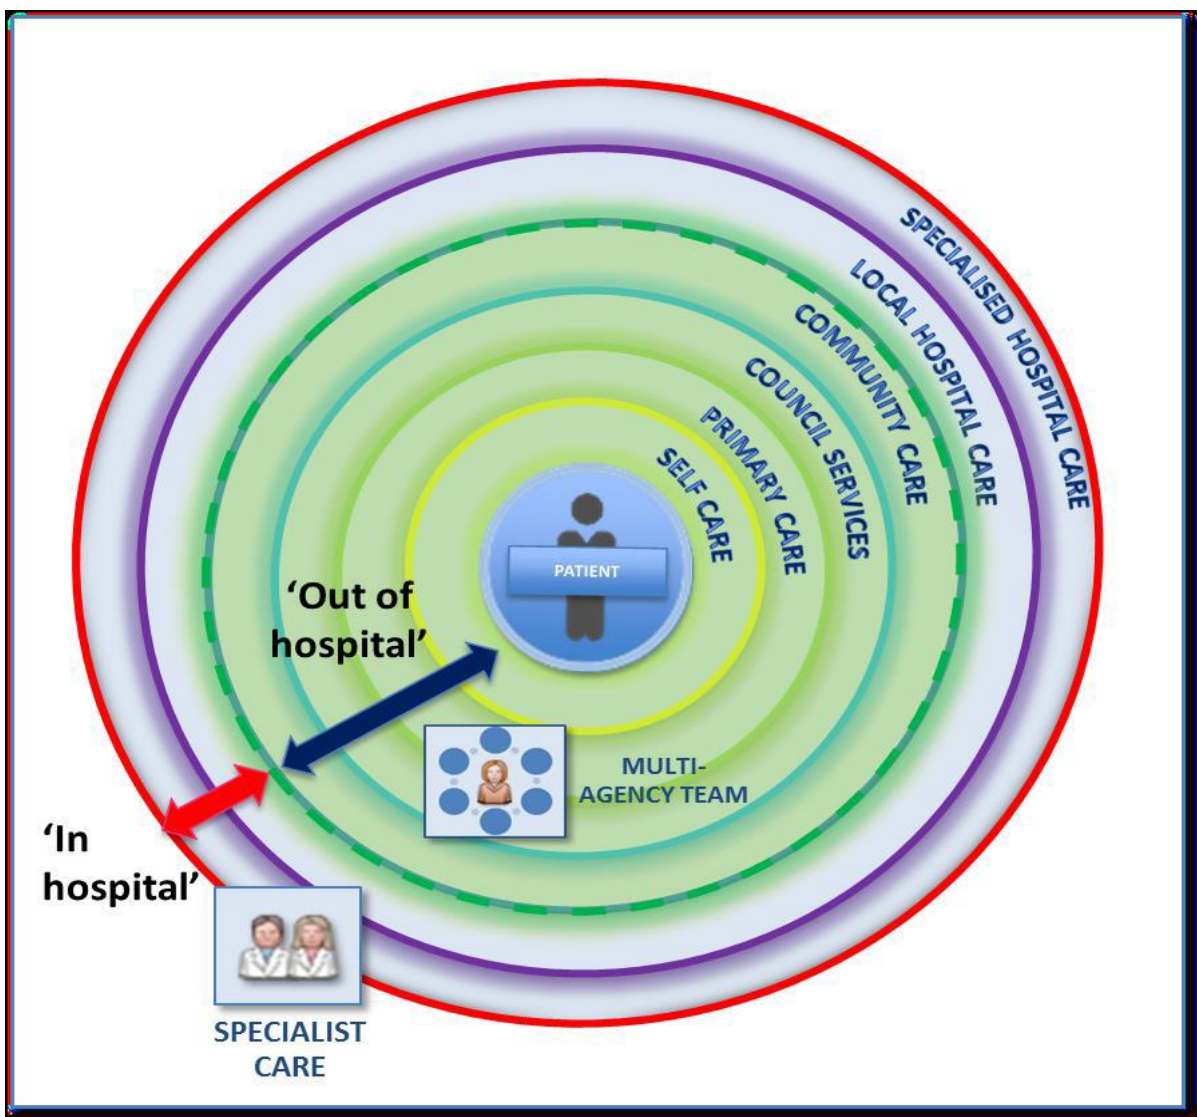 SPECIALISED HOSPITAL CARE
LOCAL HOSPITAL CARE
COMMUNITY CARE
COUNCIL SERVICES
PRIMARY CARE
SELF CARE
PATIENT
‘Out of
hospital’
MULTI-
AGENCY TEAM
‘In
hospital’
SPECIALIST
CARE